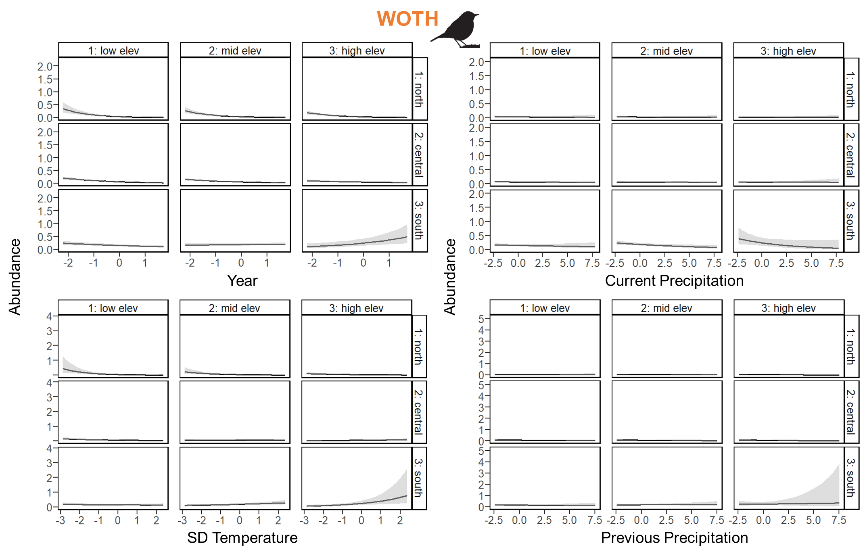 WOTH
1: low elev 2: mid elev 3: high elev
2.0
1.5
1.0
0.5
0.0
1: north
2.0
1.5
1.0
0.5
0.0
2: central
2.0
1.5
1.0
0.5
0.0
3: south
-2 -1 0 1 -2 -1 0 1 -2 -1 0 1
Year
Abundance
1: low elev 2: mid elev 3: high elev
2.0
1.5
1.0
0.5
0.0
1: north
2.0
1.5
1.0
0.5
0.0
2: central
2.0
1.5
1.0
0.5
0.0
3: south
-2.5 0.0 2.5 5.0 7.5 -2.5 0.0 2.5 5.0 7.5 -2.5 0.0 2.5 5.0 7.5
Current Precipitation
Abundance
1: low elev 2: mid elev 3: high elev
4
3
2
1
1: north
4
3
2
1
0
2: central
4
3
2
1
0
3: south
-3 -2 -1 0 1 2 -3 -2 -1 0 1 2 -3 -2 -1 0 1 2
SD Temperature
1: low elev 2: mid elev 3: high elev
5
4
3
2
1
0
1: north
5
4
3
2
1
0
2: central
5
4
3
2
1
0
3: south
-2.5 0.0 2.5 5.0 7.5 -2.5 0.0 2.5 5.0 7.5 -2.5 0.0 2.5 5.0 7.5
Previous Precipitation